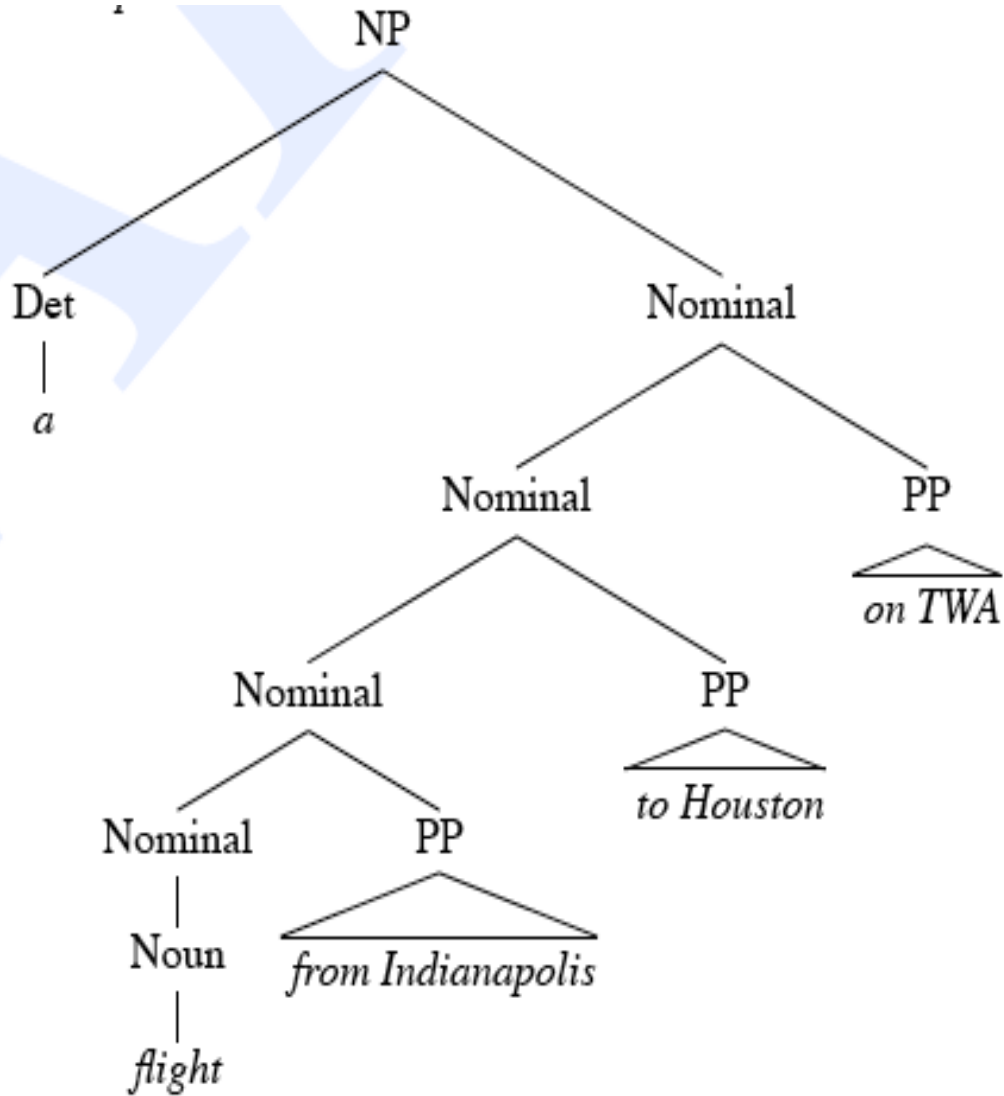 NP
Det
Nominal
a
Nominal
PP
on TWA
Nominal
PP
to Houston
Nominal
PP
Noun
from Indianapolis
flight